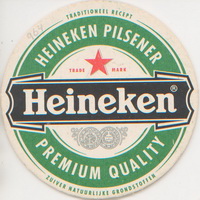 TRADITIONEEL RECEPT
HEINEKEN PILSENER
TRADE MARK
Heineken®
PREMIUM QUALITY
ZUIVER NATUURLIJKE GRONDSTOFFEN